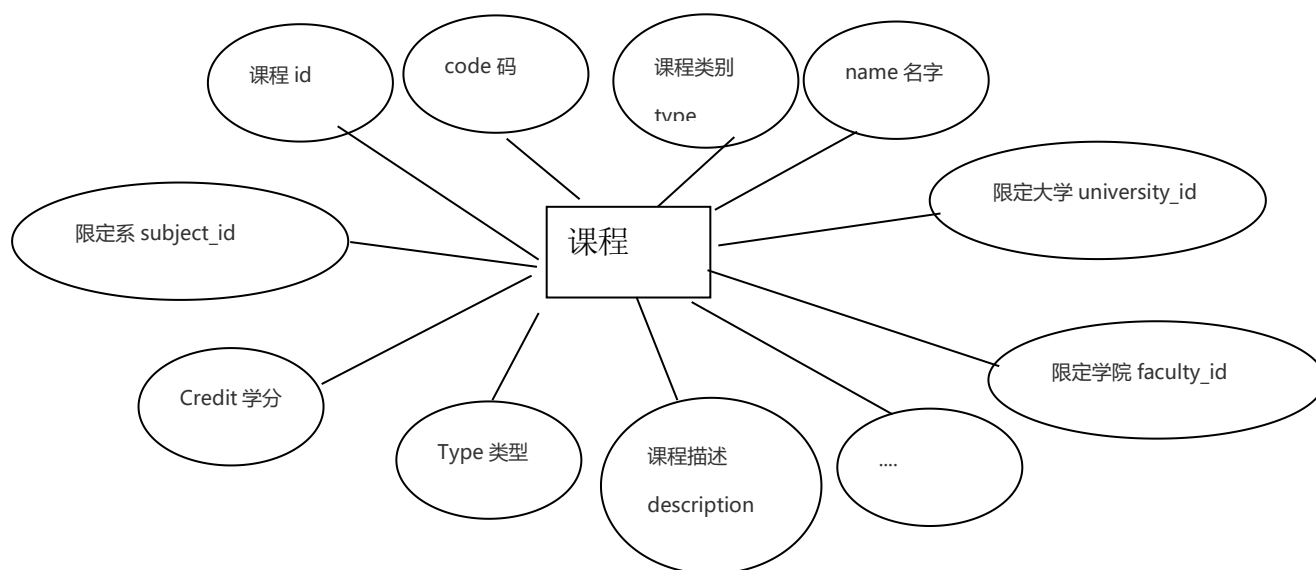 课程 id
code 码
课程类别
type
name 名字
限定大学 university_id
限定系 subject_id
课程
限定学院 faculty_id
Credit 学分
Type 类型
课程描述
description
....